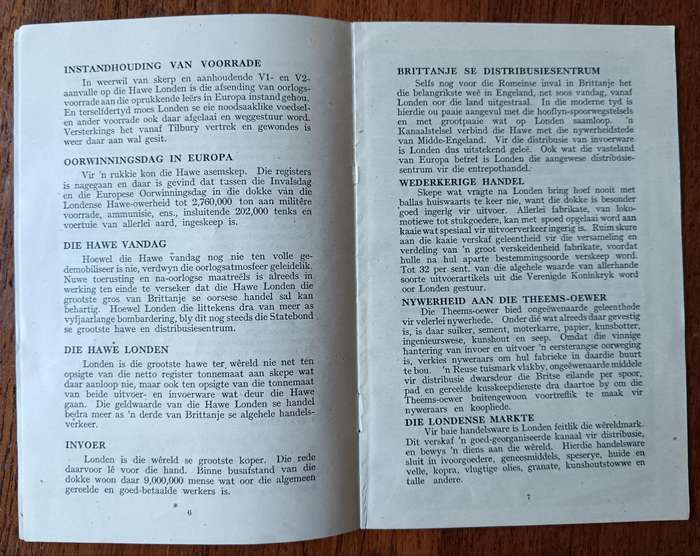 INSTANDHOUDING VAN VOORRADE
In weerwil van skerp en aanhoudende V1- en V2-
aanvalle op die Hawe Londen is die afsending van oorlogs-
voorrade aan die oprukkende leërs in Europa instand gehou.
En terselfdertyd moes Londen se eie noodsaaklike voedsel-
en ander voorrade ook daar afgelaai en weggestuur word.
Versterkings het vanaf Tilbury vertrek en gewondes is
weer daar aan wal gesit.
OORWINNINGSDAG IN EUROPA
Vir 'n rukkie kon die Hawe asemskep. Die registers
is nagegaan en daar is gevind dat tussen die Invalsdag
en die Europese Oorwinningsdag in die dokke van die
Londense Hawe-owerheid tot 2,760,000 ton aan militêre
voorrade, ammunisie, ens., insluitende 202,000 tenks en
voertuie van allerlei aard, ingeskeep is.
DIE HAWE VANDAG
Hoewel die Hawe vandag nog nie ten volle ge-
demobiliseer is nie, verdwyn die oorlogsatmosfeer geleidelik.
Nuwe toerusting en na-oorlogse maatreëls is alreeds in
werking ten einde te verseker dat die Hawe Londen die
grootste gros van Brittanje se oorsese handel sal kan
behartig. Hoewel Londen die littekens dra van meer as
vyfjaarlange bombardering, bly dit nog steeds die Statebond
se grootste hawe en distribusiesentrum.
DIE HAWE LONDEN
Londen is die grootste hawe ter wêreld nie net ten
opsigte van die netto register tonnemaat aan skepe wat
daar aanloop nie, maar ook ten opsigte van die tonnemaat
van beide uitvoer- en invoerware wat deur die Hawe
gaan. Die geldwaarde van die Hawe Londen se handel
bedra meer as 'n derde van Brittanje se algehele handels-
verkeer.
INVOER
Londen is die wêreld se grootste koper. Die rede
daarvoor lê voor die hand. Binne busafstand van die
dokke woon daar 9,000,000 mense wat oor die algemeen
gereelde en goed-betaalde werkers is.
*
6
BRITTANJE SE DISTRIBUSIESENTRUM
Selfs nog voor die Romeinse inval in Brittanje het
die belangrikste weë in Engeland, net soos vandag, vanaf
Londen oor die land uitgestraal. In die moderne tyd is
hierdie ou paaie aangevul met die hooflyn-spoorwegstelsels
en met grootpaaie wat op Londen saamloop. 'n
Kanaalstelsel verbind die Hawe met die nywerheidstede
van Midde-Engeland. Vir die distribusie van invoerware
is Londen dus uitstekend geleë. Ook wat die vasteland
van Europa betref is Londen die aangewese distribusie-
sentrum vir die entrepothandel.
WEDERKERIGE HANDEL
Skepe wat vragte na Londen bring hoef nooit met
ballas huiswaarts te keer nie, want die dokke is besonder
goed ingerig vir uitvoer. Allerlei fabrikate, van loko-
motiewe tot stukgoedere, kan met spoed opgelaai word aan
kaaie wat spesiaal vir uitvoerverkeer ingerig is. Ruim skure
aan die kaaie verskaf geleentheid vir die versameling en
verdeling van 'n groot verskeidenheid fabrikate, voordat
hulle na hul aparte bestemmingsoorde verskeep word.
Tot 32 per sent. van die algehele waarde van allerhande
soorte uitvoerartikels uit die Verenigde Koninkryk word
oor Londen gestuur.
NYWERHEID AAN DIE THEEMS-OEWER
Die Theems-oewer bied ongeëwenaarde geleenthede
vir velerlei nywerhede. Onder dié wat alreeds daar gevestig
is, is daar suiker, sement, moterkarre, papier, kunsbotter,
ingenieurswese, kunshout en seep. Omdat die vinnige
hantering van invoer en uitvoer 'n eersterangse oorweging
is, verkies nyweraars om hul fabrieke in daardie buurt
te bou. 'n Reuse tuismark vlakby, ongeëwenaarde middele
vir distribusie dwarsdeur die Britse eilande per spoor,
pad en gereelde kusskeepdienste dra daartoe by om die
Theems-oewer buitengewoon voortreflik te maak vir
nyweraars en kooplïede.
DIE LONDENSE MARKTE
Vir baie handelsware is Londen feitlik die wêreldmark.
Dit verskaf 'n goed-georganiseerde kanaal vir distribusie,
en bewys 'n diens aan die wêreld. Hierdie handelsware
sluit in ivoorgoedere, geneesmiddels, speserye, huide en
velle, kopra, vlugtige olies, granate, kunshoutstowwe en
talle andere.
7